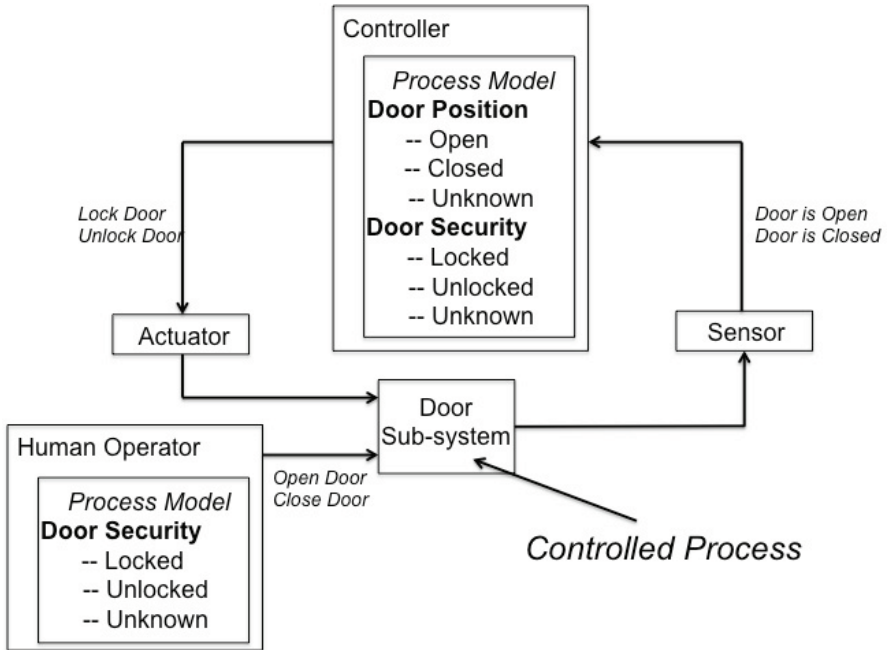 Controller
Process Model
Door Position
-- Open
-- Closed
-- Unknown
Door Security
-- Locked
-- Unlocked
-- Unknown
Lock Door
Unlock Door
Door is Open
Door is Closed
Actuator
Sensor
Door
Sub-system
Human Operator
Process Model
Door Security
-- Locked
-- Unlocked
-- Unknown
Open Door
Close Door
Controlled Process